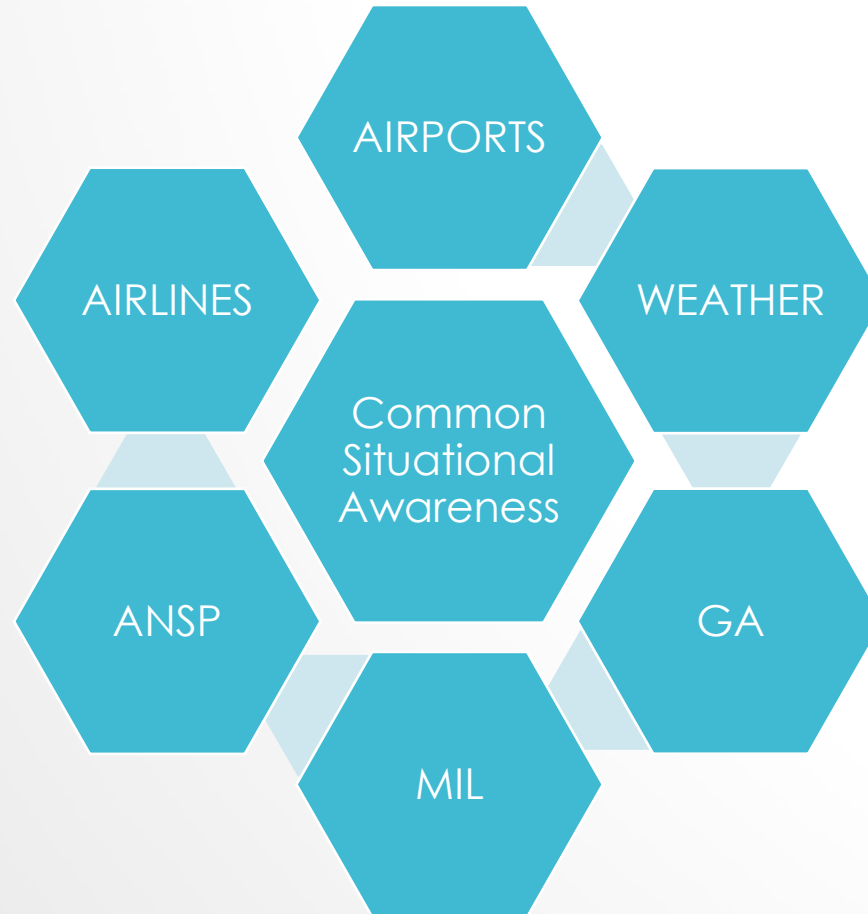 AIRPORTS
AIRLINES
WEATHER
Common
Situational
Awareness
ANSP
GA
MIL